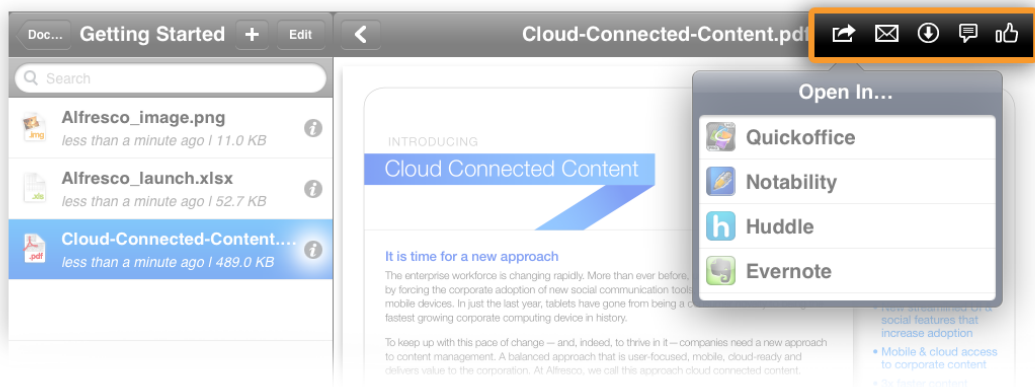 Doc...
Getting Started
+
Edit
Cloud-Connected-Content.pdf
Search
Alfresco_image.png
less than a minute ago | 11.0 KB
Alfresco_launch.xlsx
less than a minute ago | 52.7 KB
Cloud-Connected-Content....
less than a minute ago | 489.0 KB
.img
.xls
.pdf
Open In...
Quickoffice
Notability
Huddle
Evernote
INTRODUCING
Cloud Connected Content
It is time for a new approach
The enterprise workforce is changing rapidly. More than ever before,
by forcing the corporate adoption of new social communication tools
mobile devices. In just the last year, tablets have gone from being a
fastest growing corporate computing device in history.
To keep up with this pace of change — and, indeed, to thrive in it — companies need a new approach
to content management. A balanced approach that is user-focused, mobile, cloud-ready and
delivers value to the corporation. At Alfresco, we call this approach cloud connected content.
social features that
increase adoption
• Mobile & cloud access
to corporate content